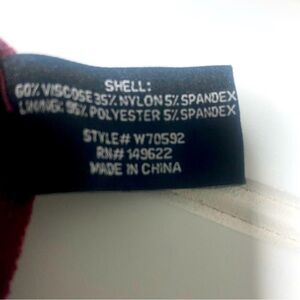 SHELL:
60% VISCOSE 35% NYLON 5% SPANDEX
LINING: 95% POLYESTER 5% SPANDEX
STYLE# W70592
RN# 149622
MADE IN CHINA